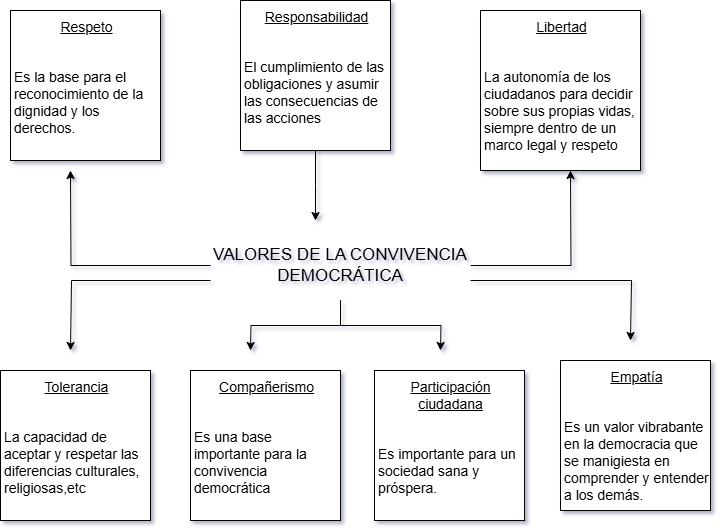 Respeto
Es la base para el
reconocimiento de la
dignidad y los
derechos.
Responsabilidad
El cumplimiento de las
obligaciones y asumir
las consecuencias de
las acciones
Libertad
La autonomía de los
ciudadanos para decidir
sobre sus propias vidas,
siempre dentro de un
marco legal y respeto
VALORES DE LA CONVIVENCIA
DEMOCRÁTICA
Tolerancia
La capacidad de
aceptar y respetar las
diferencias culturales,
religiosas,etc
Compañerismo
Es una base
importante para la
convivencia
democrática
Participación
ciudadana
Es importante para un
sociedad sana y
próspera.
Empatía
Es un valor vibrabante
en la democracia que
se manigiesta en
comprender y entender
a los demás.